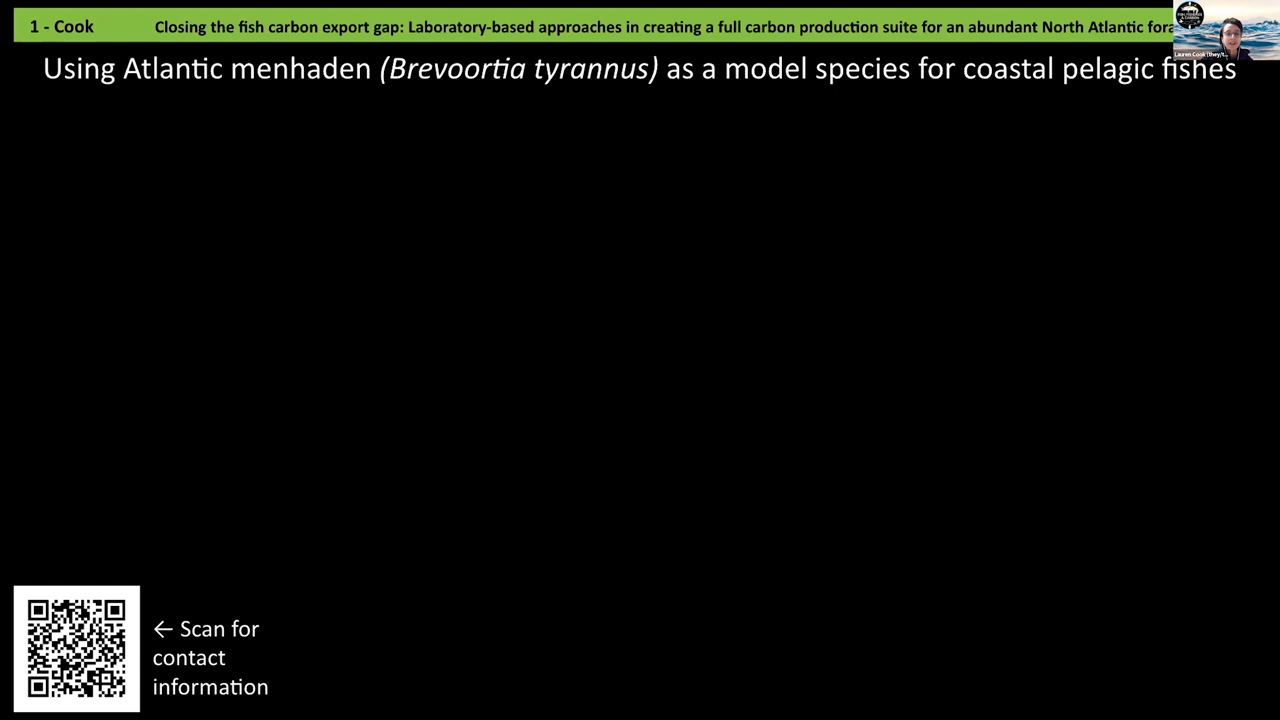 1 - Cook
Closing the fish carbon export gap: Laboratory-based approaches in creating a full carbon production suite for an abundant North Atlantic
Using Atlantic menhaden (Brevoortia tyrannus) as a model species for coastal pelagic fishes
Lauren Cook
← Scan for
contact
information